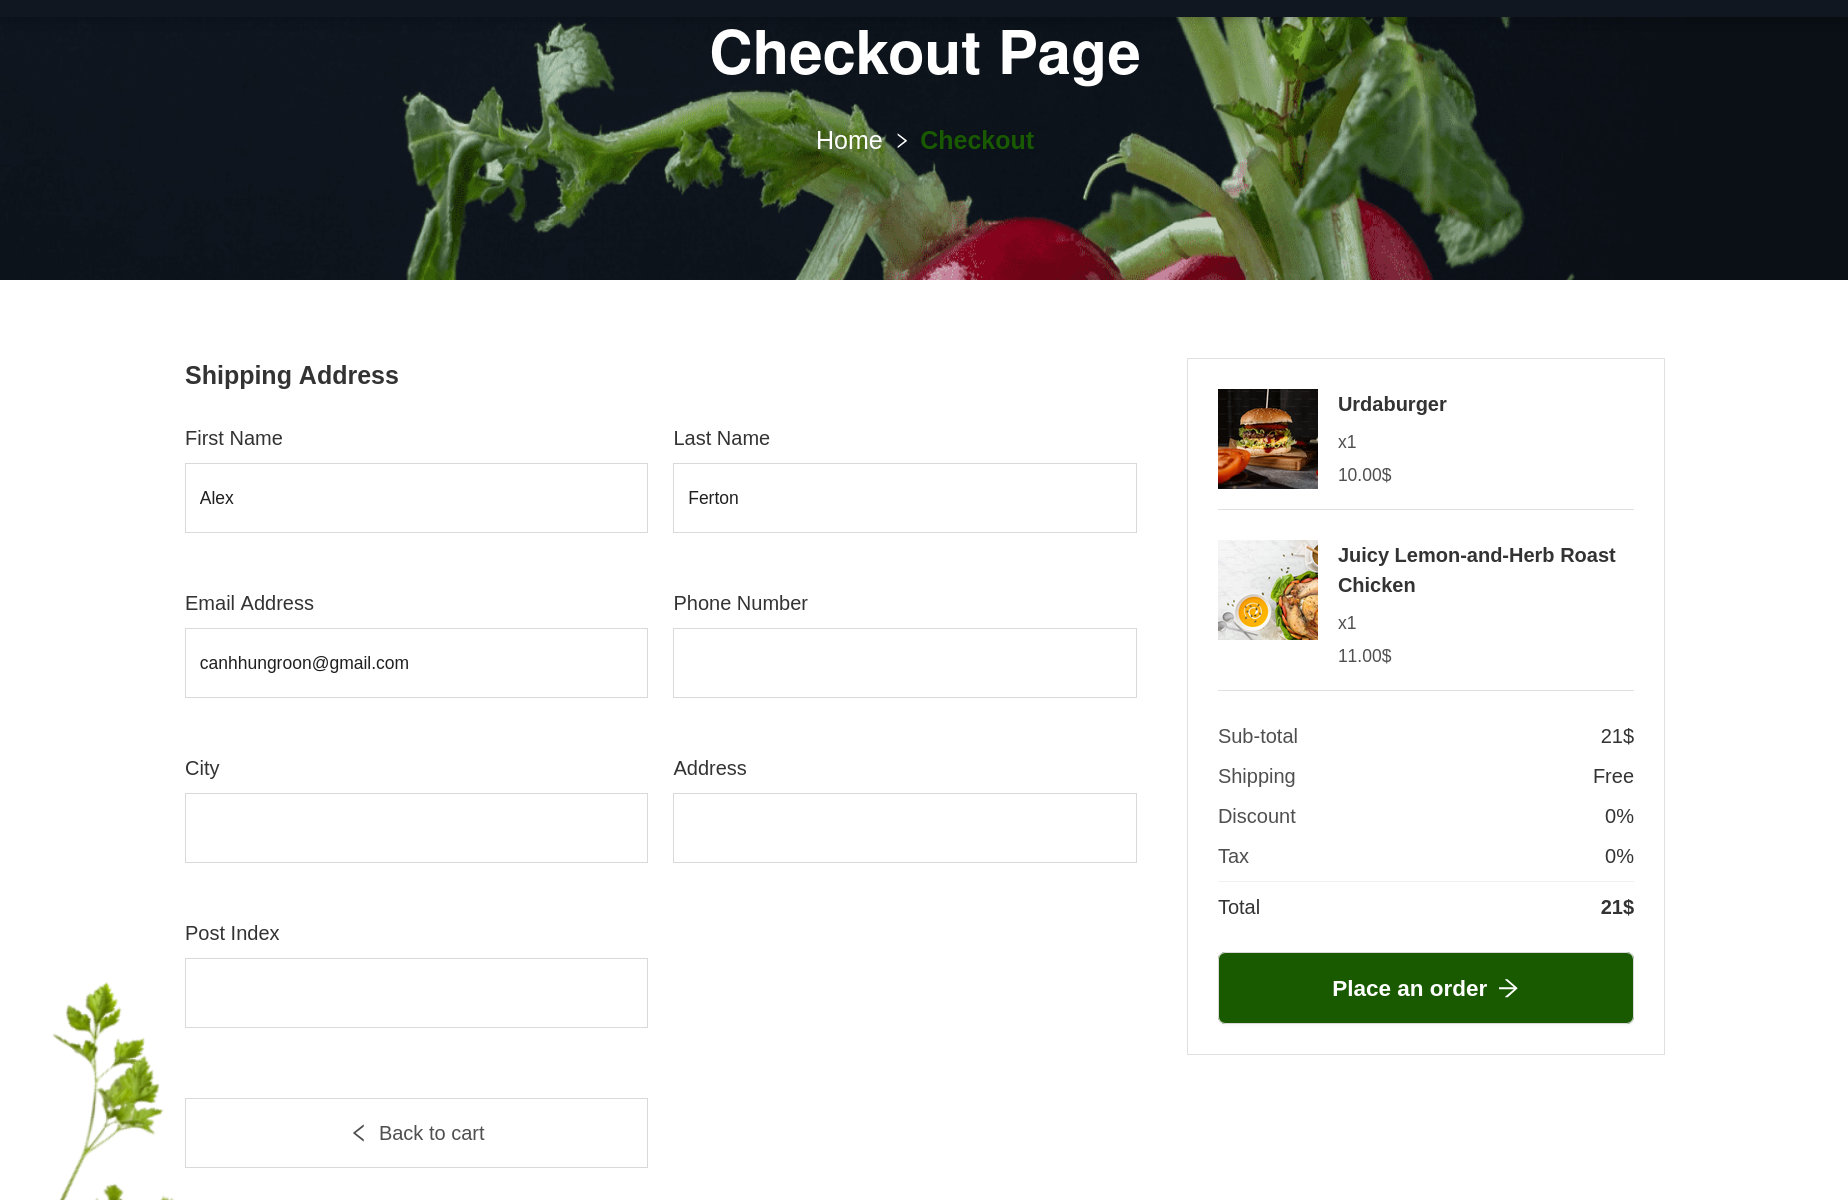 Checkout Page
Home > Checkout
Shipping Address
First Name
Last Name
Alex
Ferton
Email Address
Phone Number
canhhungroon@gmail.com
City
Address
Post Index
Back to cart
Urdaburger
x1
10.00$
Juicy Lemon-and-Herb Roast
Chicken
x1
11.00$
Sub-total 21$
Shipping Free
Discount 0%
Tax 0%
Total 21$
Place an order